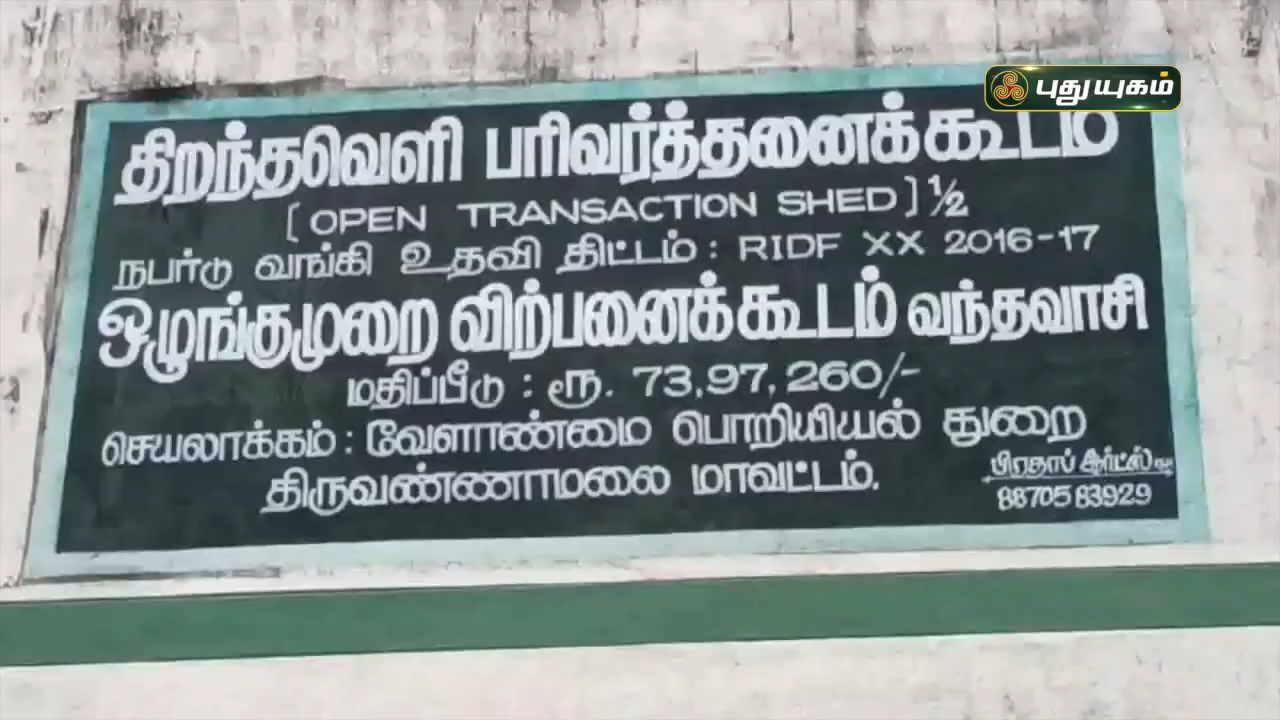 புதுயுகம்
திறந்தவெளி பரிவர்த்தனைக்கூடம்
[OPEN TRANSACTION SHED] ½
நபார்டு வங்கி உதவி திட்டம் : RIDF XX 2016-17
ஒழுங்குமுறை விற்பனைக்கூடம் வந்தவாசி
மதிப்பீடு : ரூ. 73,97,260/-
செயலாக்கம் : வேளாண்மை பொறியியல் துறை
திருவண்ணாமலை மாவட்டம்.
பிரதாப் ஆர்ட்ஸ்
88705 83929